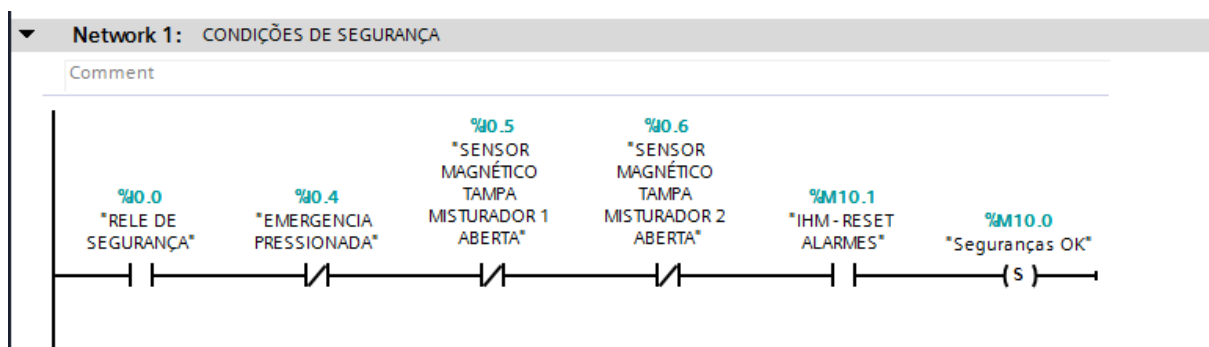 Network 1: CONDIÇÕES DE SEGURANÇA
Comment
%I0.0
"RELE DE
SEGURANÇA"
%I0.4
"EMERGENCIA
PRESSIONADA"
%I0.5
"SENSOR
MAGNÉTICO
TAMPA
MISTURADOR 1
ABERTA"
%I0.6
"SENSOR
MAGNÉTICO
TAMPA
MISTURADOR 2
ABERTA"
%M10.1
"IHM - RESET
ALARMES"
%M10.0
"Seguranças OK"
S